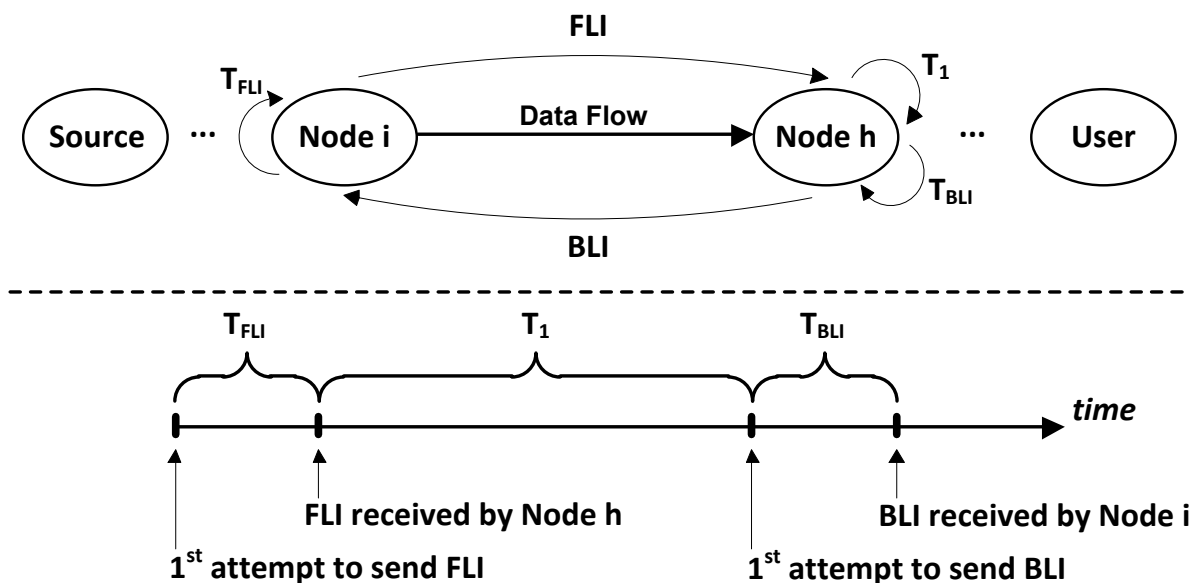 FLI
T_FLI
T_1
Source ... Node i Data Flow Node h ... User
T_BLI
BLI
T_FLI T_1 T_BLI
time
FLI received by Node h BLI received by Node i
1st attempt to send FLI 1st attempt to send BLI